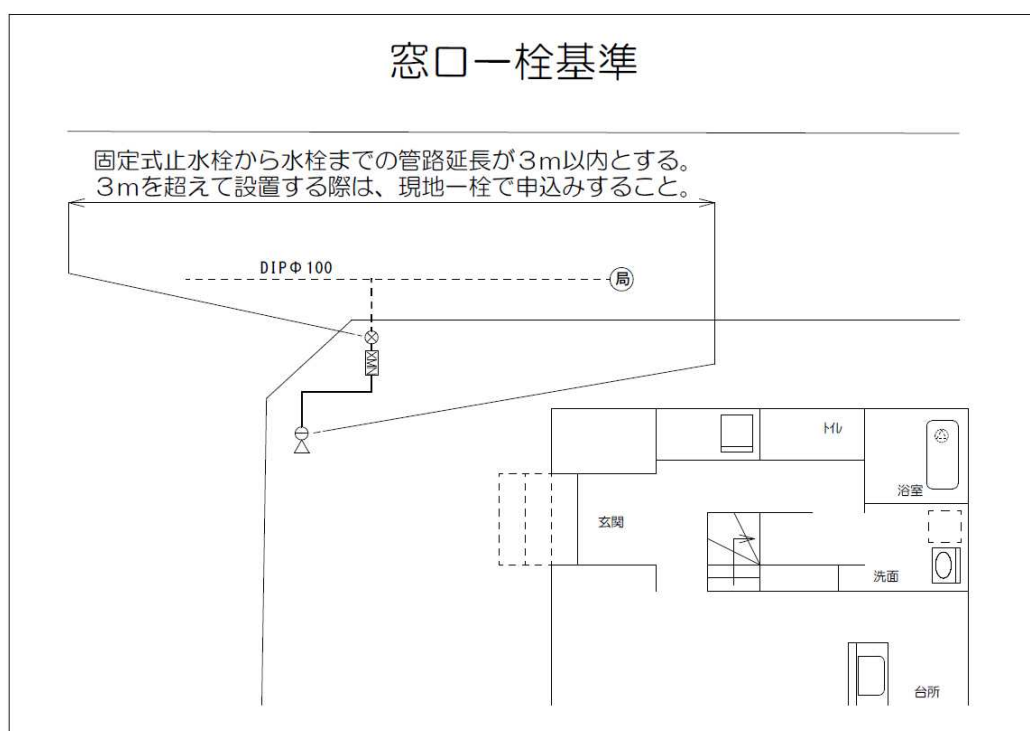 窓口一栓基準
固定式止水栓から水栓までの管路延長が3m以内とする。
3mを超えて設置する際は、現地一栓で申込みすること。
DIPΦ100
局
トイレ
浴室
玄関
洗面
台所